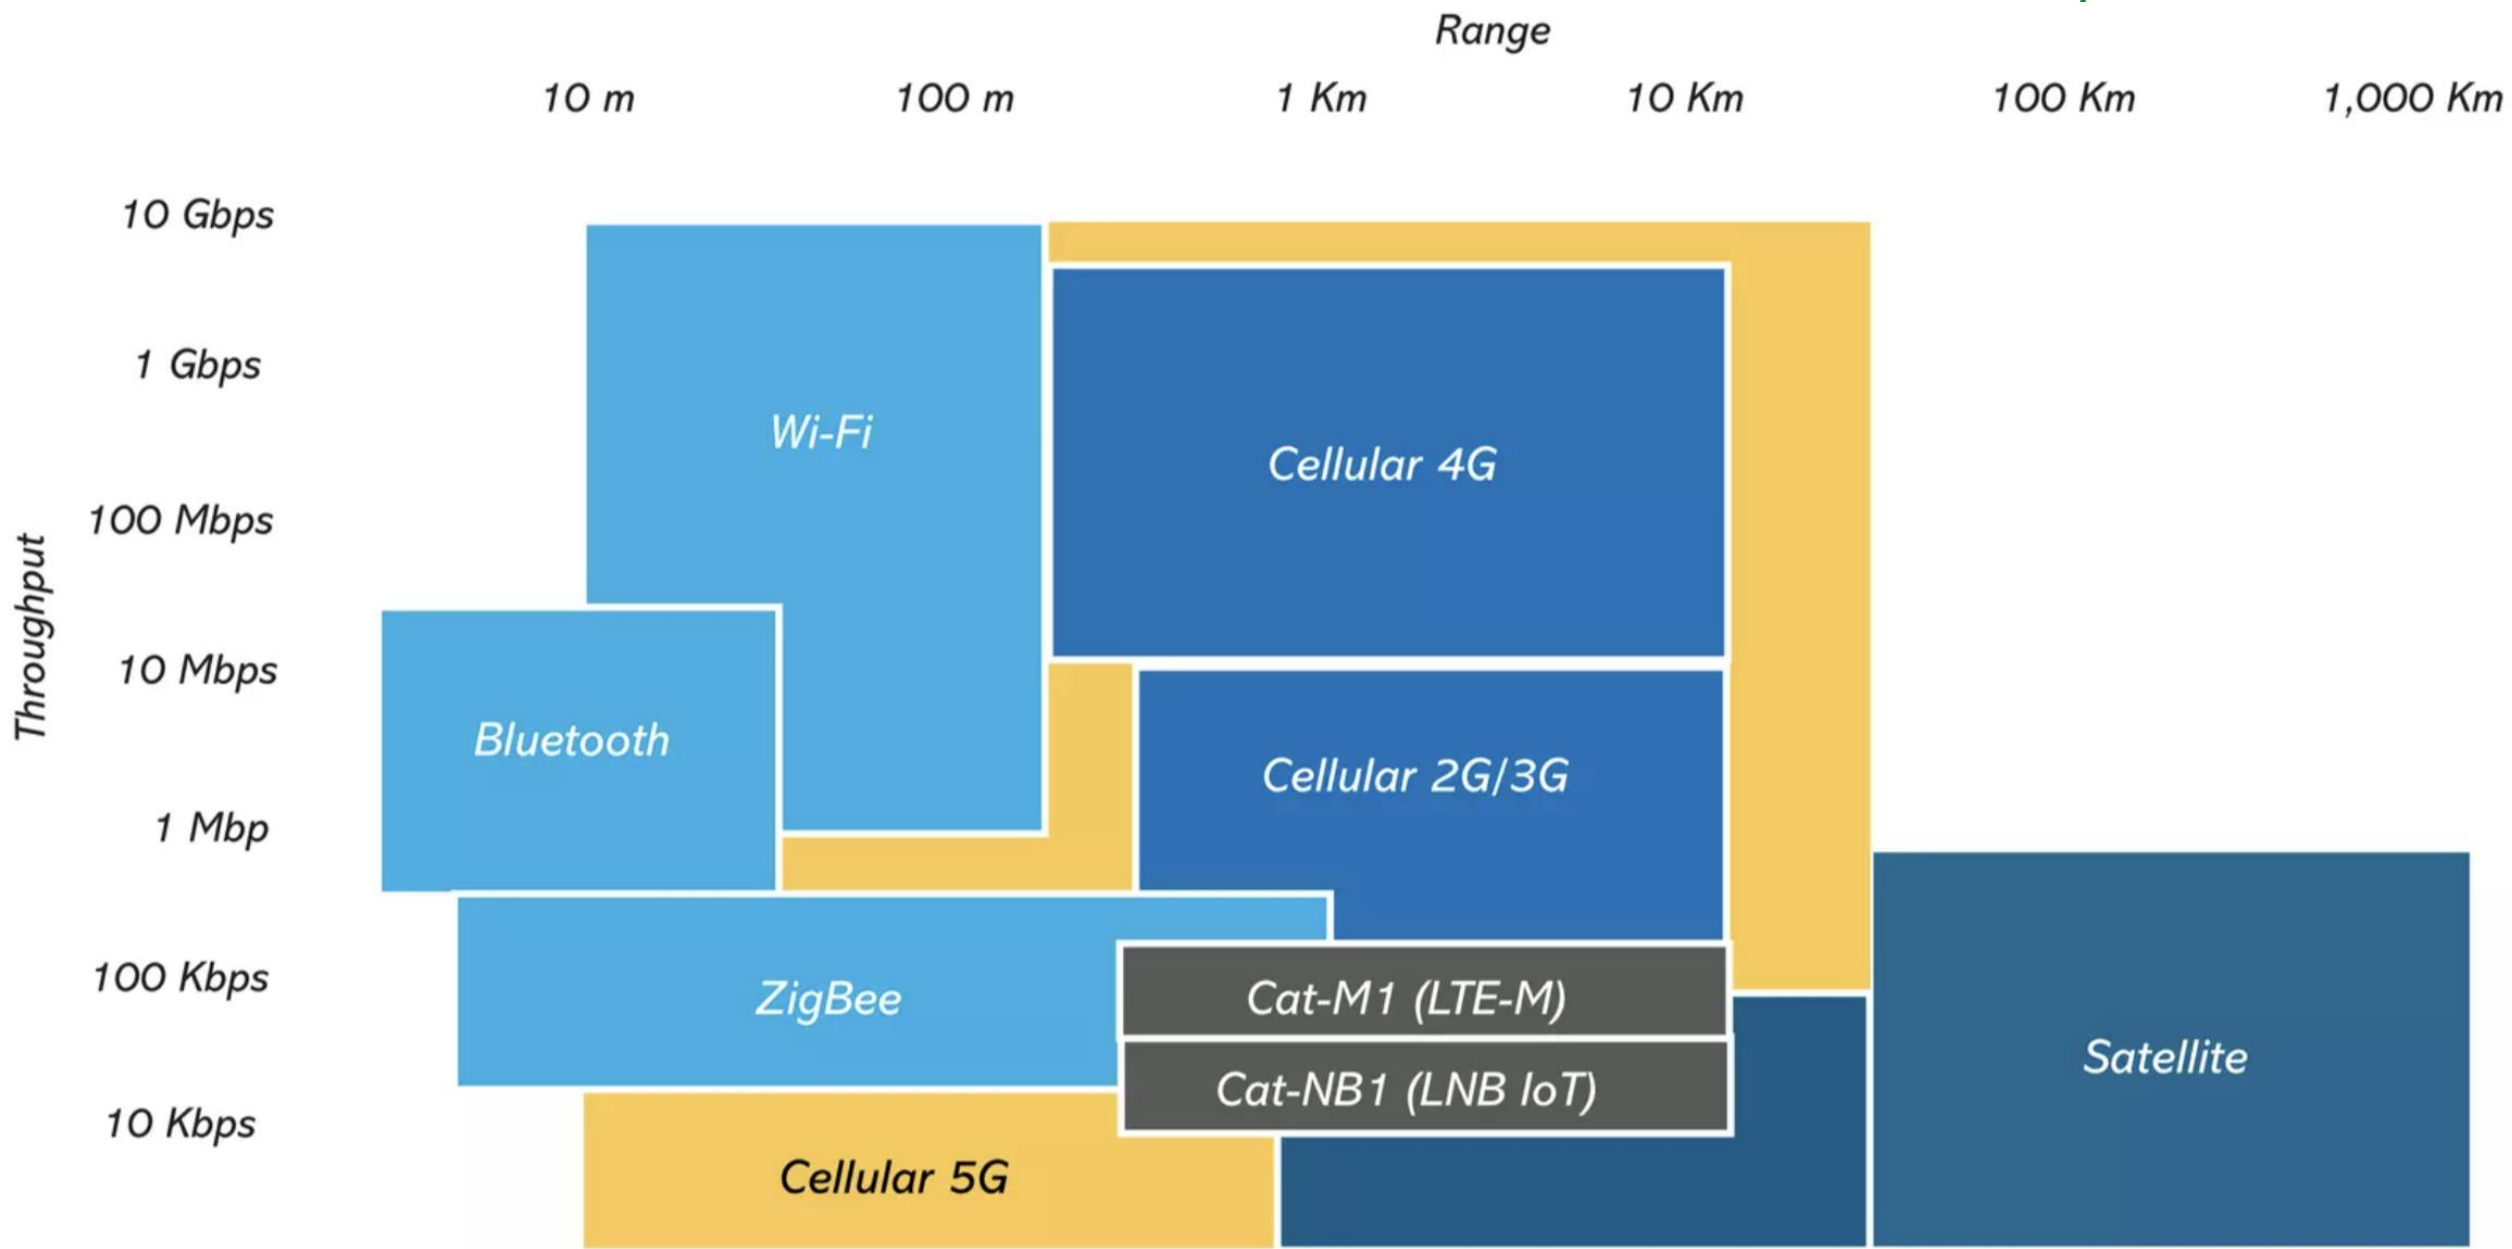 Range
10 m
100 m
1 Km
10 Km
100 Km
1,000 Km
Throughput
10 Gbps
1 Gbps
100 Mbps
10 Mbps
1 Mbp
100 Kbps
10 Kbps
Wi-Fi
Cellular 4G
Bluetooth
Cellular 2G/3G
ZigBee
Cat-M1 (LTE-M)
Cat-NB1 (LNB IoT)
Satellite
Cellular 5G